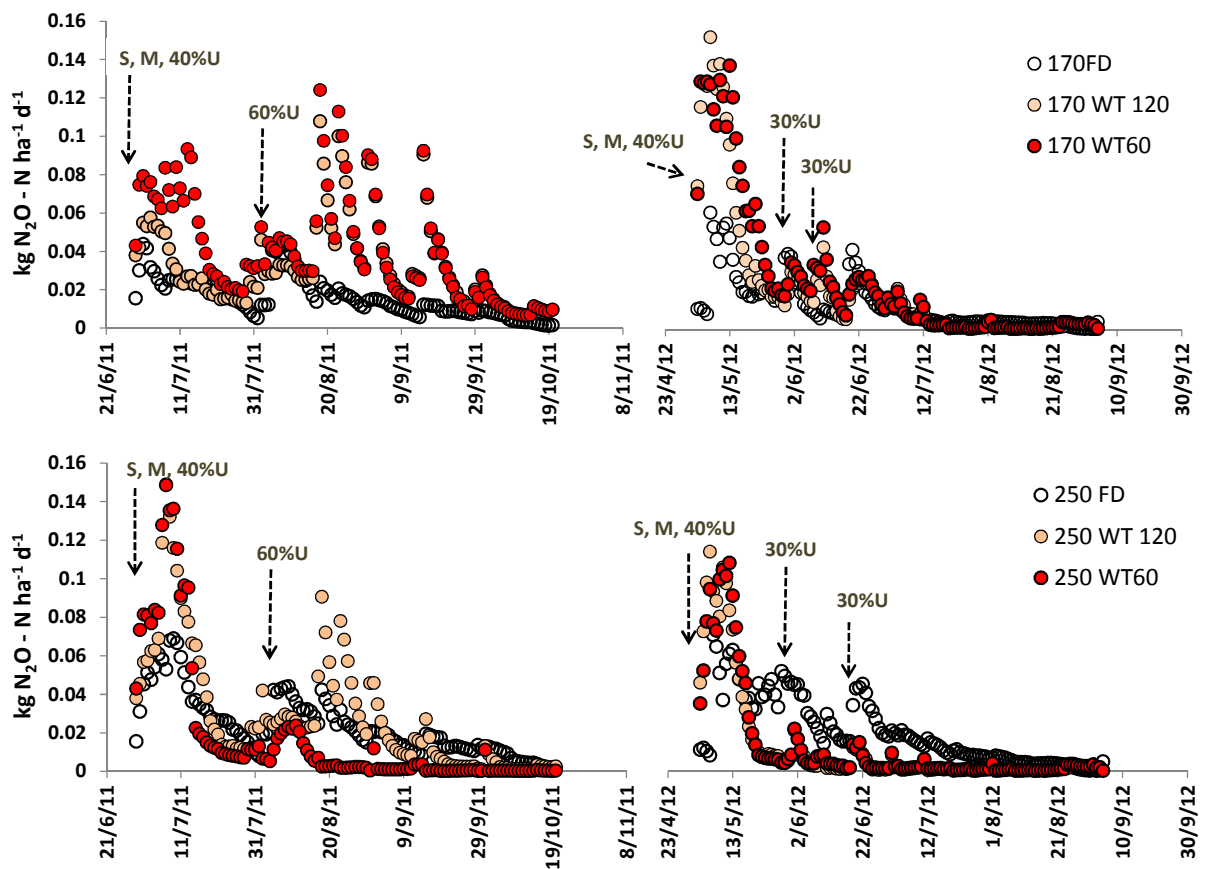 0.16
0.14
0.12
0.1
0.08
0.06
0.04
0.02
0
kg N₂O - N ha⁻¹ d⁻¹
S, M, 40%U
60%U
21/6/11
11/7/11
31/7/11
20/8/11
9/9/11
29/9/11
19/10/11
8/11/11
S, M, 40%U
30%U
30%U
170FD
170 WT 120
170 WT60
23/4/12
13/5/12
2/6/12
22/6/12
12/7/12
1/8/12
21/8/12
10/9/12
30/9/12
0.16
0.14
0.12
0.1
0.08
0.06
0.04
0.02
0
kg N₂O - N ha⁻¹ d⁻¹
S, M, 40%U
60%U
21/6/11
11/7/11
31/7/11
20/8/11
9/9/11
29/9/11
19/10/11
8/11/11
S, M, 40%U
30%U
30%U
250 FD
250 WT 120
250 WT60
23/4/12
13/5/12
2/6/12
22/6/12
12/7/12
1/8/12
21/8/12
10/9/12
30/9/12